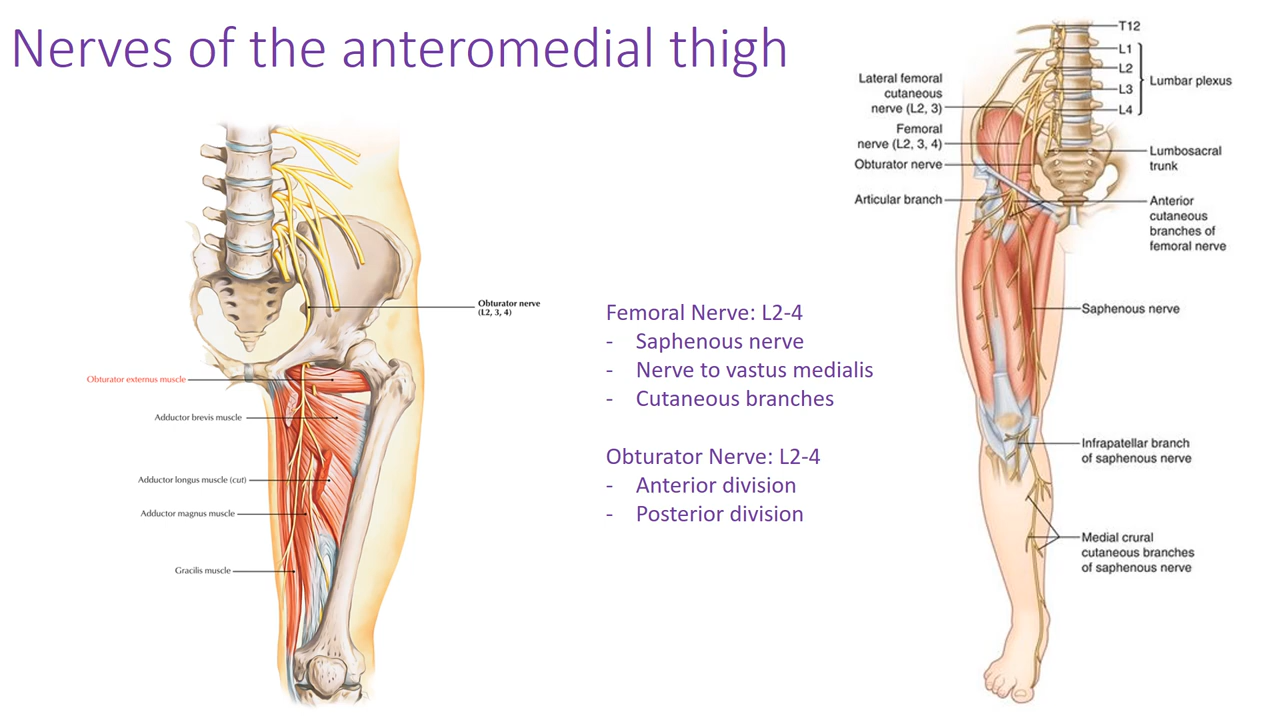 Nerves of the anteromedial thigh
Obturator nerve
(L2, 3, 4)
Obturator externus muscle
Adductor brevis muscle
Adductor longus muscle (cut)
Adductor magnus muscle
Gracilis muscle
Femoral Nerve: L2-4
- Saphenous nerve
- Nerve to vastus medialis
- Cutaneous branches
Obturator Nerve: L2-4
- Anterior division
- Posterior division
T12
L1
L2
L3
L4
Lumbar plexus
Lateral femoral
cutaneous
nerve (L2, 3)
Femoral
nerve (L2, 3, 4)
Obturator nerve
Articular branch
Lumbosacral
trunk
Anterior
cutaneous
branches of
femoral nerve
Saphenous nerve
Infrapatellar branch
of saphenous nerve
Medial crural
cutaneous branches
of saphenous nerve